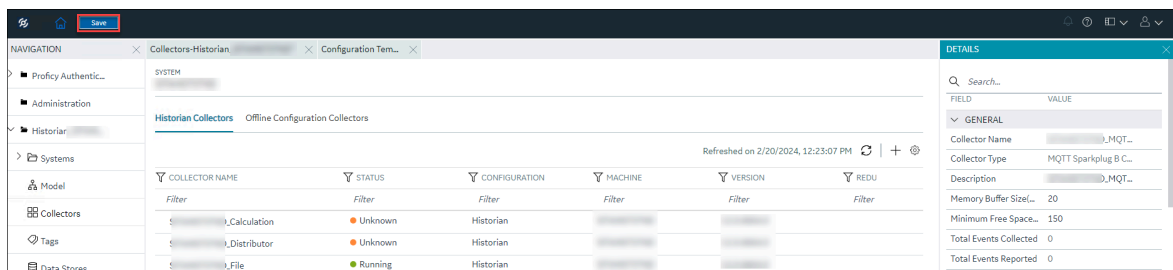 Save
NAVIGATION
Collectors-Historian
Configuration Tem...
DETAILS
Proficy Authentic...
Administration
Historian
Systems
Model
Collectors
Tags
Data Stores
SYSTEM
Historian Collectors Offline Configuration Collectors
Refreshed on 2/20/2024, 12:23:07 PM
COLLECTOR NAME STATUS CONFIGURATION MACHINE VERSION REDU
Filter Filter Filter Filter Filter Filter
_Calculation Unknown Historian
_Distributor Unknown Historian
_File Running Historian
Search...
FIELD VALUE
GENERAL
Collector Name _MQT...
Collector Type MQTT Sparkplug B C...
Description _MQT...
Memory Buffer Size(... 20
Minimum Free Space... 150
Total Events Collected 0
Total Events Reported 0